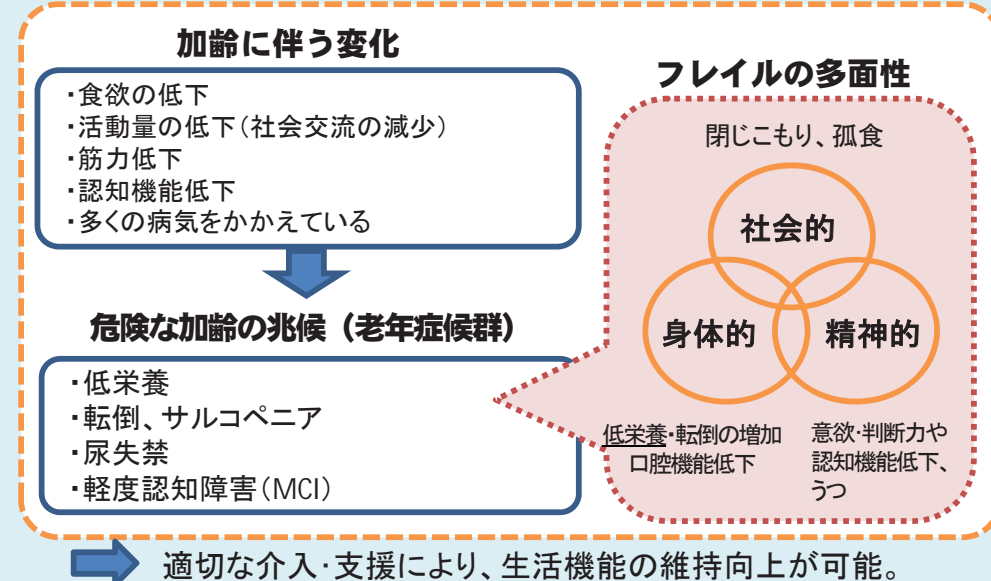 加齢に伴う変化
・食欲の低下
・活動量の低下(社会交流の減少)
・筋力低下
・認知機能低下
・多くの病気をかかえている
危険な加齢の兆候(老年症候群)
・低栄養
・転倒、サルコペニア
・尿失禁
・軽度認知障害(MCI)
フレイルの多面性
閉じこもり、孤食
社会的
身体的
精神的
低栄養・転倒の増加
口腔機能低下
意欲・判断力や
認知機能低下、
うつ
適切な介入・支援により、生活機能の維持向上が可能。